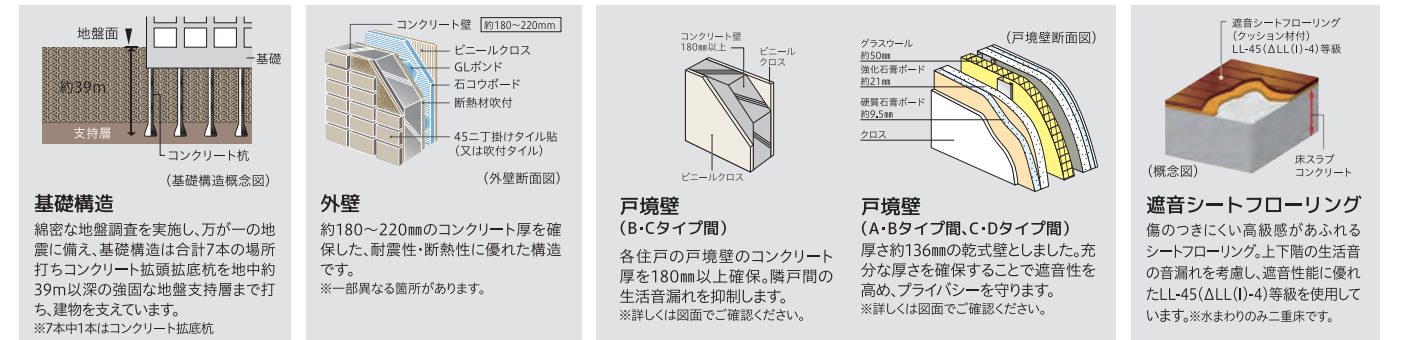 地盤面
基礎
約39m
支持層
コンクリート杭
(基礎構造概念図)
基礎構造
綿密な地盤調査を実施し、万が一の地
震に備え、基礎構造は合計7本の場所
打ちコンクリート拡頭拡底杭を地中約
39m以深の強固な地盤支持層まで打
ち、建物を支えています。
※7本中1本はコンクリート拡底杭
コンクリート壁 約180〜220mm
ビニールクロス
GLボンド
石コウボード
断熱材吹付
45二丁掛けタイル貼
(又は吹付タイル)
(外壁断面図)
外壁
約180〜220㎜のコンクリート厚を確
保した、耐震性・断熱性に優れた構造
です。
※一部異なる箇所があります。
コンクリート壁
180㎜以上
ビニール
クロス
ビニールクロス
戸境壁
(B・Cタイプ間)
各住戸の戸境壁のコンクリート
厚を180㎜以上確保。隣戸間の
生活音漏れを抑制します。
※詳しくは図面でご確認ください。
(戸境壁断面図)
グラスウール
約50㎜
強化石膏ボード
約21㎜
硬質石膏ボード
約9.5㎜
クロス
戸境壁
(A・Bタイプ間、C・Dタイプ間)
厚さ約136㎜の乾式壁としました。充
分な厚さを確保することで遮音性を
高め、プライバシーを守ります。
※詳しくは図面でご確認ください。
遮音シートフローリング
(クッション材付)
LL-45(ΔLL(Ⅰ)-4)等級
床スラブ
コンクリート
(概念図)
遮音シートフローリング
傷のつきにくい高級感があふれる
シートフローリング。上下階の生活音
の音漏れを考慮し、遮音性能に優れ
たLL-45(ΔLL(Ⅰ)-4)等級を使用して
います。※水まわりのみ二重床です。